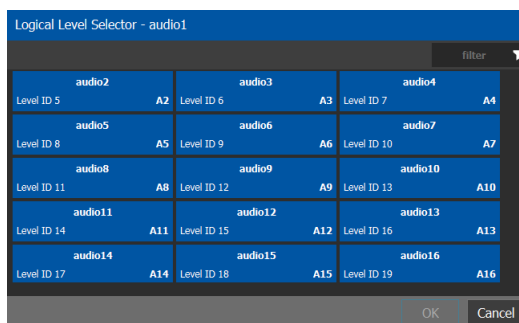 Logical Level Selector - audio1
filter
audio2 audio3 audio4
Level ID 5 A2 Level ID 6 A3 Level ID 7 A4
audio5 audio6 audio7
Level ID 8 A5 Level ID 9 A6 Level ID 10 A7
audio8 audio9 audio10
Level ID 11 A8 Level ID 12 A9 Level ID 13 A10
audio11 audio12 audio13
Level ID 14 A11 Level ID 15 A12 Level ID 16 A13
audio14 audio15 audio16
Level ID 17 A14 Level ID 18 A15 Level ID 19 A16
OK Cancel